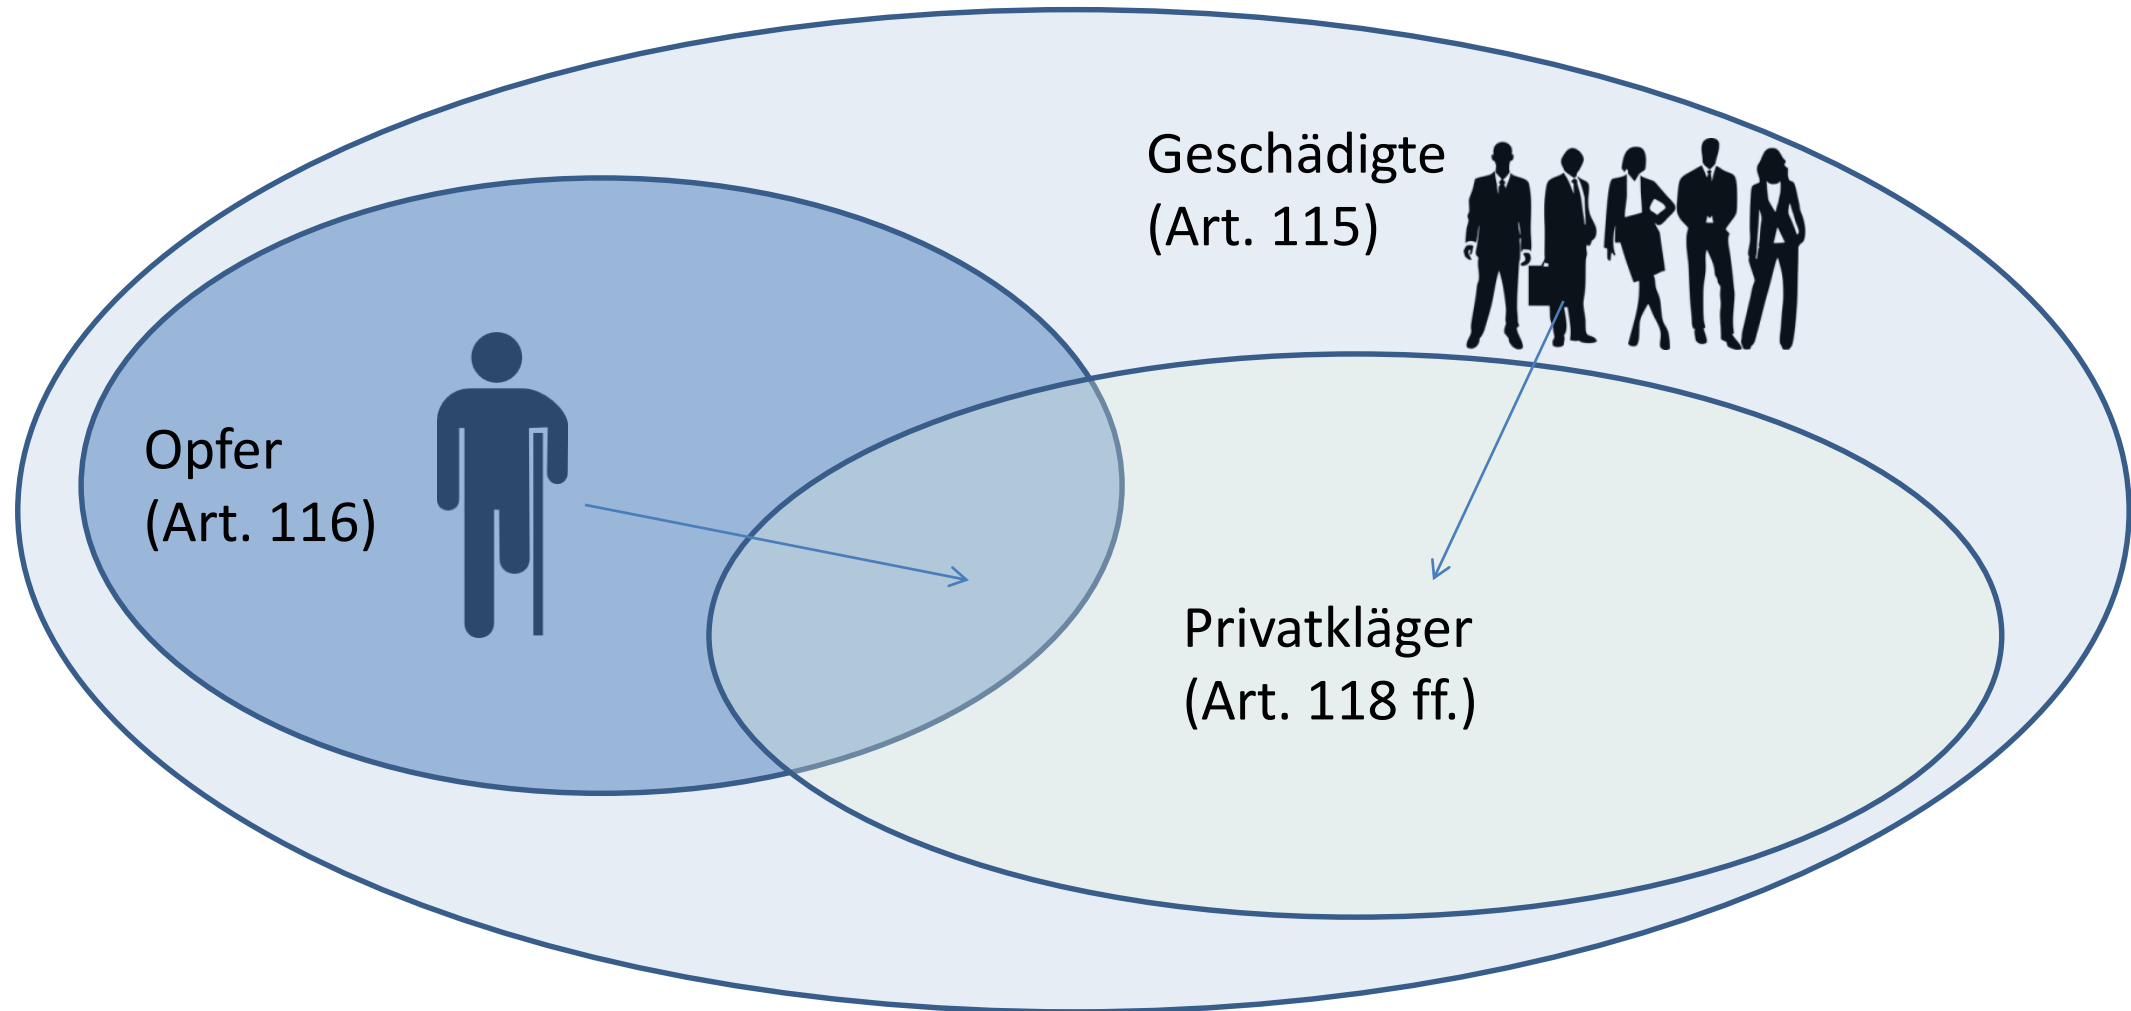 Geschädigte
(Art. 115)
Opfer
(Art. 116)
Privatkläger
(Art. 118 ff.)